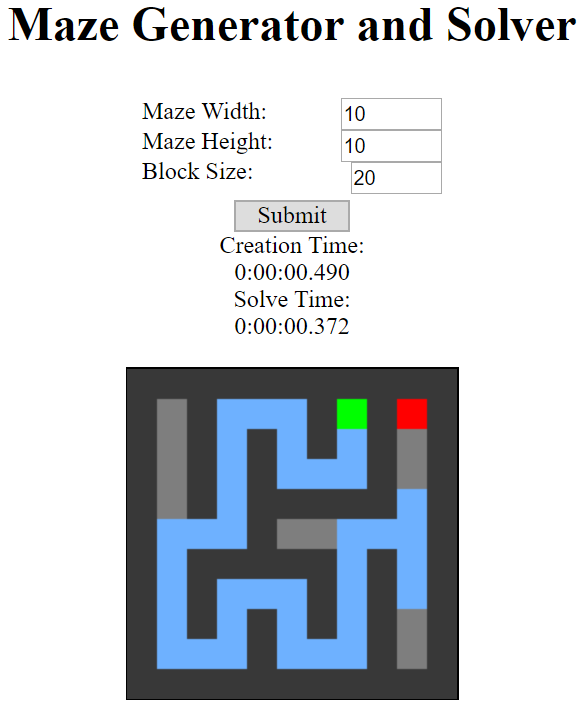 Maze Generator and Solver
Maze Width: 10
Maze Height: 10
Block Size: 20
Submit
Creation Time:
0:00:00.490
Solve Time:
0:00:00.372